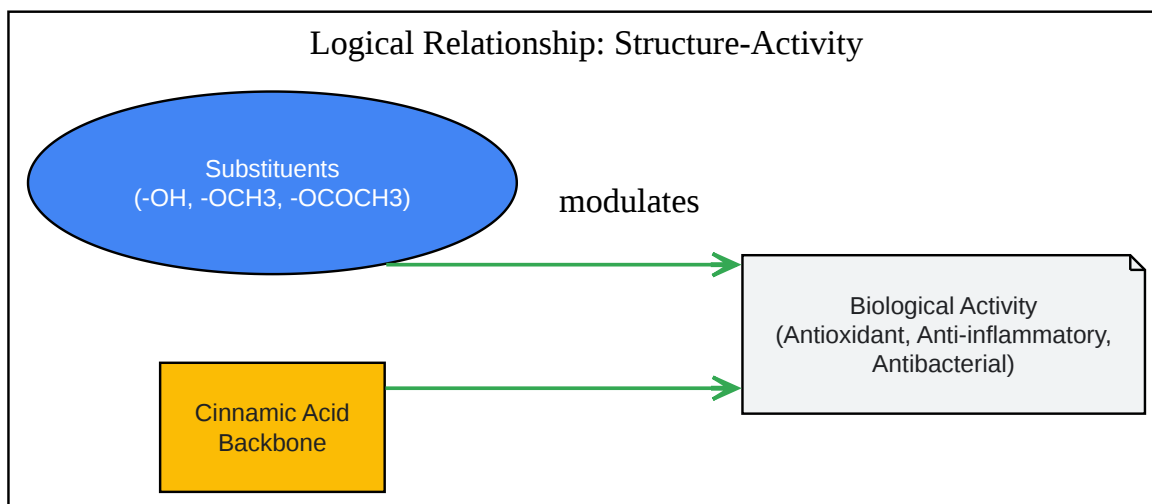 Logical Relationship: Structure-Activity
Substituents
(-OH, -OCH3, -OCOCH3)
modulates
Biological Activity
(Antioxidant, Anti-inflammatory,
Antibacterial)
Cinnamic Acid
Backbone